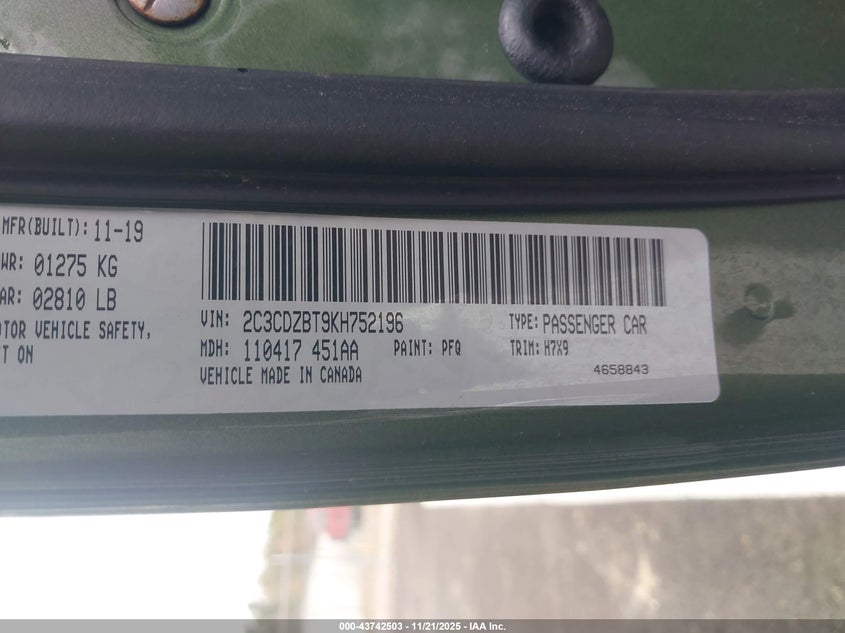 MFR(BUILT): 11-19
WR: 01275 KG
AR: 02810 LB
OTOR VEHICLE SAFETY,
T ON
VIN: 2C3CDZBT9KH752196
TYPE: PASSENGER CAR
MDH: 110417 451AA
PAINT: PFQ
TRIM: H7X9
VEHICLE MADE IN CANADA
4658843
000-43742503 - 11/21/2025 - IAA Inc.